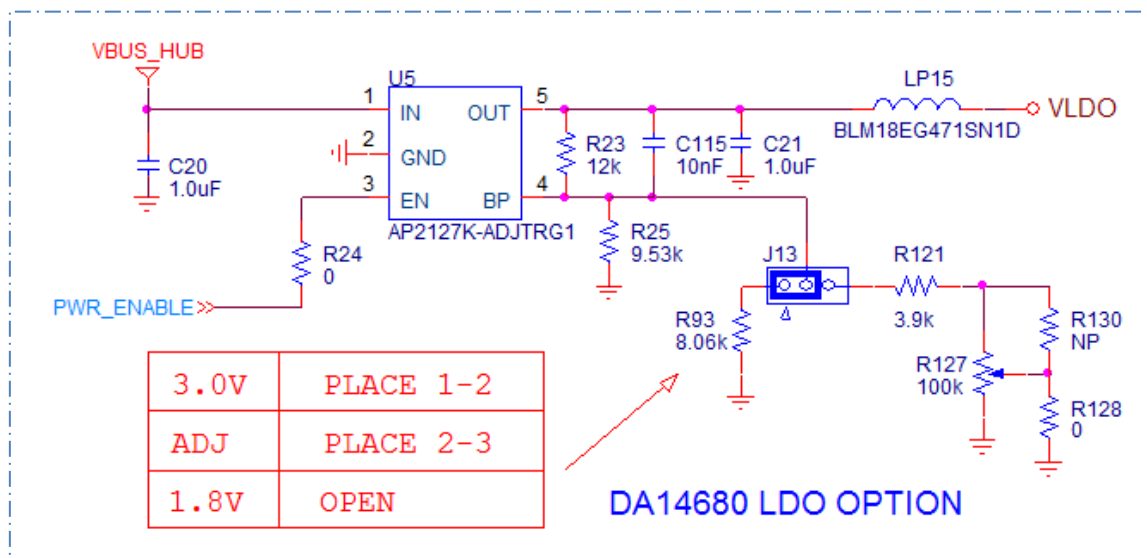 VBUS_HUB
U5
LP15
1
IN
OUT
5
VLDO
BLM18EG471SN1D
2
GND
R23
12k
C115
10nF
C21
1.0uF
C20
1.0uF
3
EN
BP
4
AP2127K-ADJTRG1
R24
0
R25
9.53k
J13
R121
3.9k
PWR_ENABLE
R93
8.06k
R130
NP
R127
100k
R128
0
3.0V PLACE 1-2
ADJ PLACE 2-3
1.8V OPEN
DA14680 LDO OPTION